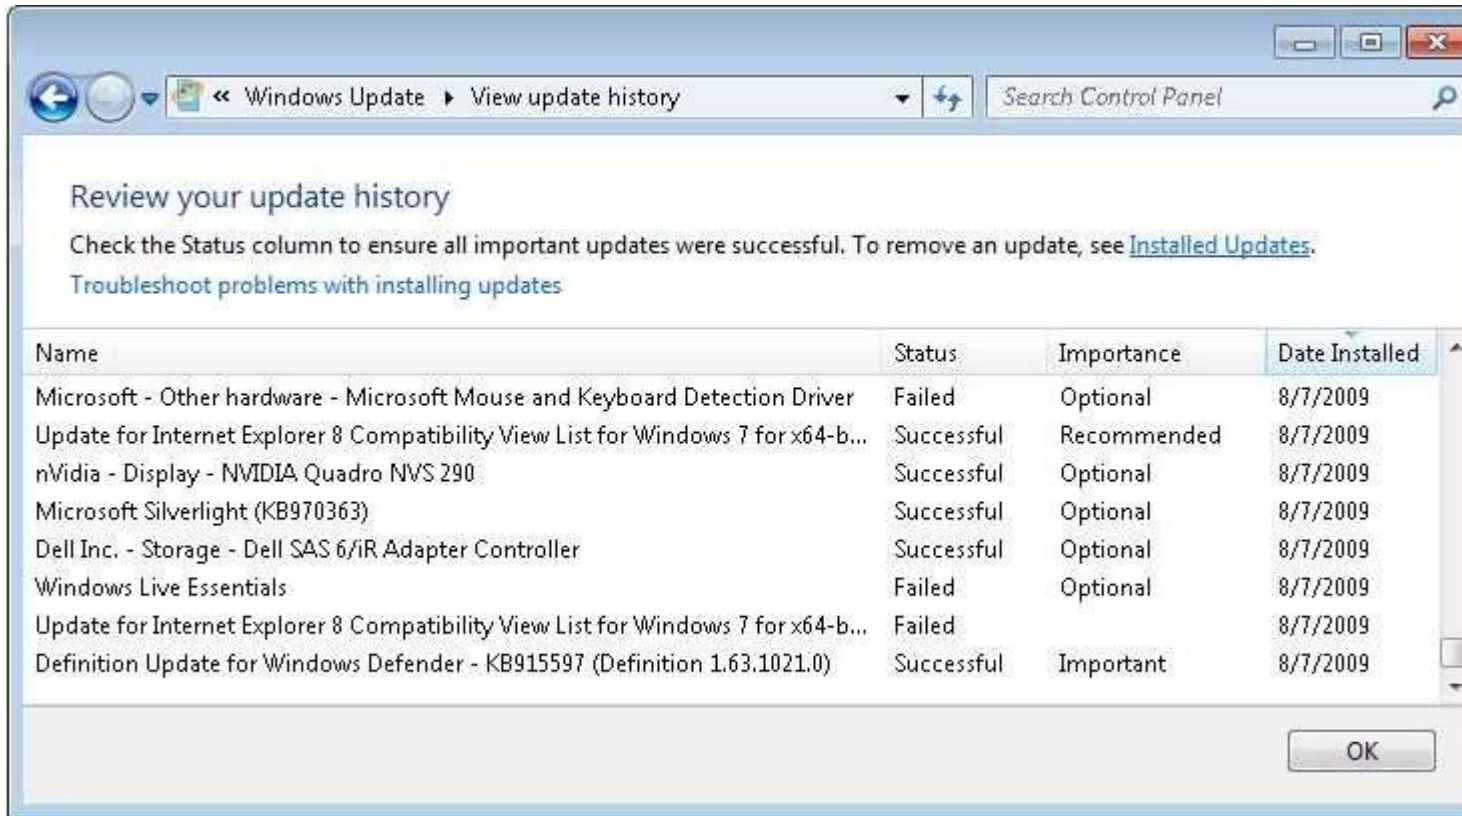 « Windows Update ▸ View update history
Search Control Panel
Review your update history
Check the Status column to ensure all important updates were successful. To remove an update, see Installed Updates.
Troubleshoot problems with installing updates
Name Status Importance Date Installed
Microsoft - Other hardware - Microsoft Mouse and Keyboard Detection Driver Failed Optional 8/7/2009
Update for Internet Explorer 8 Compatibility View List for Windows 7 for x64-b... Successful Recommended 8/7/2009
nVidia - Display - NVIDIA Quadro NVS 290 Successful Optional 8/7/2009
Microsoft Silverlight (KB970363) Successful Optional 8/7/2009
Dell Inc. - Storage - Dell SAS 6/iR Adapter Controller Successful Optional 8/7/2009
Windows Live Essentials Failed Optional 8/7/2009
Update for Internet Explorer 8 Compatibility View List for Windows 7 for x64-b... Failed 8/7/2009
Definition Update for Windows Defender - KB915597 (Definition 1.63.1021.0) Successful Important 8/7/2009
OK